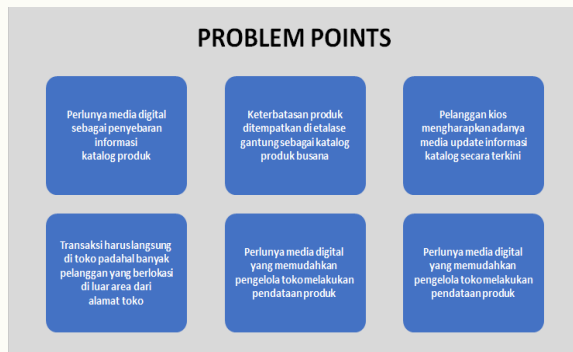 PROBLEM POINTS
Perlunya media digital
sebagai penyebaran
informasi
katalog produk
Keterbatasan produk
ditempatkan di etalase
gantung sebagai katalog
produk busana
Pelanggan kios
mengharapkan adanya
media update informasi
katalog secara terkini
Transaksi harus langsung
di toko padahal banyak
pelanggan yang berlokasi
di luar area dari
alamat toko
Perlunya media digital
yang memudahkan
pengelola toko melakukan
pendataan produk
Perlunya media digital
yang memudahkan
pengelola toko melakukan
pendataan produk